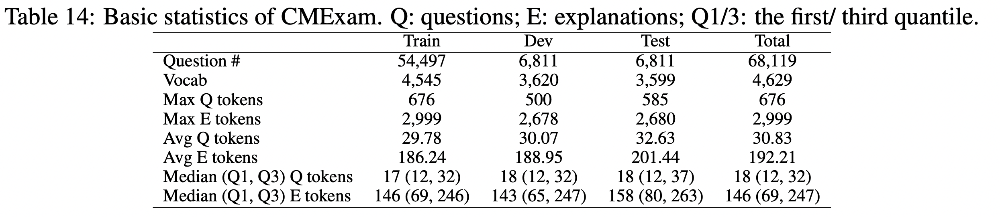 Table 14: Basic statistics of CMExam. Q: questions; E: explanations; Q1/3: the first/ third quantile.
Train Dev Test Total
Question # 54,497 6,811 6,811 68,119
Vocab 4,545 3,620 3,599 4,629
Max Q tokens 676 500 585 676
Max E tokens 2,999 2,678 2,680 2,999
Avg Q tokens 29.78 30.07 32.63 30.83
Avg E tokens 186.24 188.95 201.44 192.21
Median (Q1, Q3) Q tokens 17 (12, 32) 18 (12, 32) 18 (12, 37) 18 (12, 32)
Median (Q1, Q3) E tokens 146 (69, 246) 143 (65, 247) 158 (80, 263) 146 (69, 247)